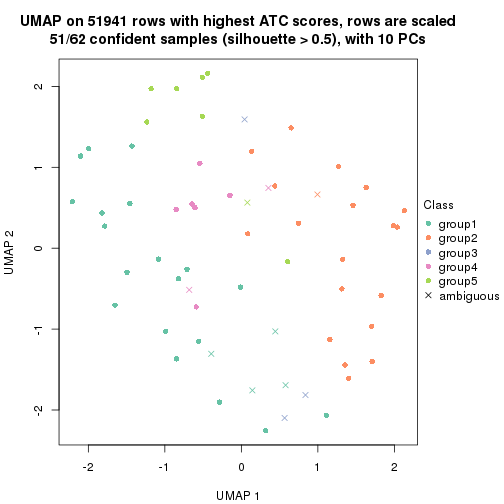 UMAP on 51941 rows with highest ATC scores, rows are scaled
51/62 confident samples (silhouette > 0.5), with 10 PCs
2
1
0
-1
-2
UMAP 2
-2
-1
0
1
2
UMAP 1
Class
group1
group2
group3
group4
group5
ambiguous